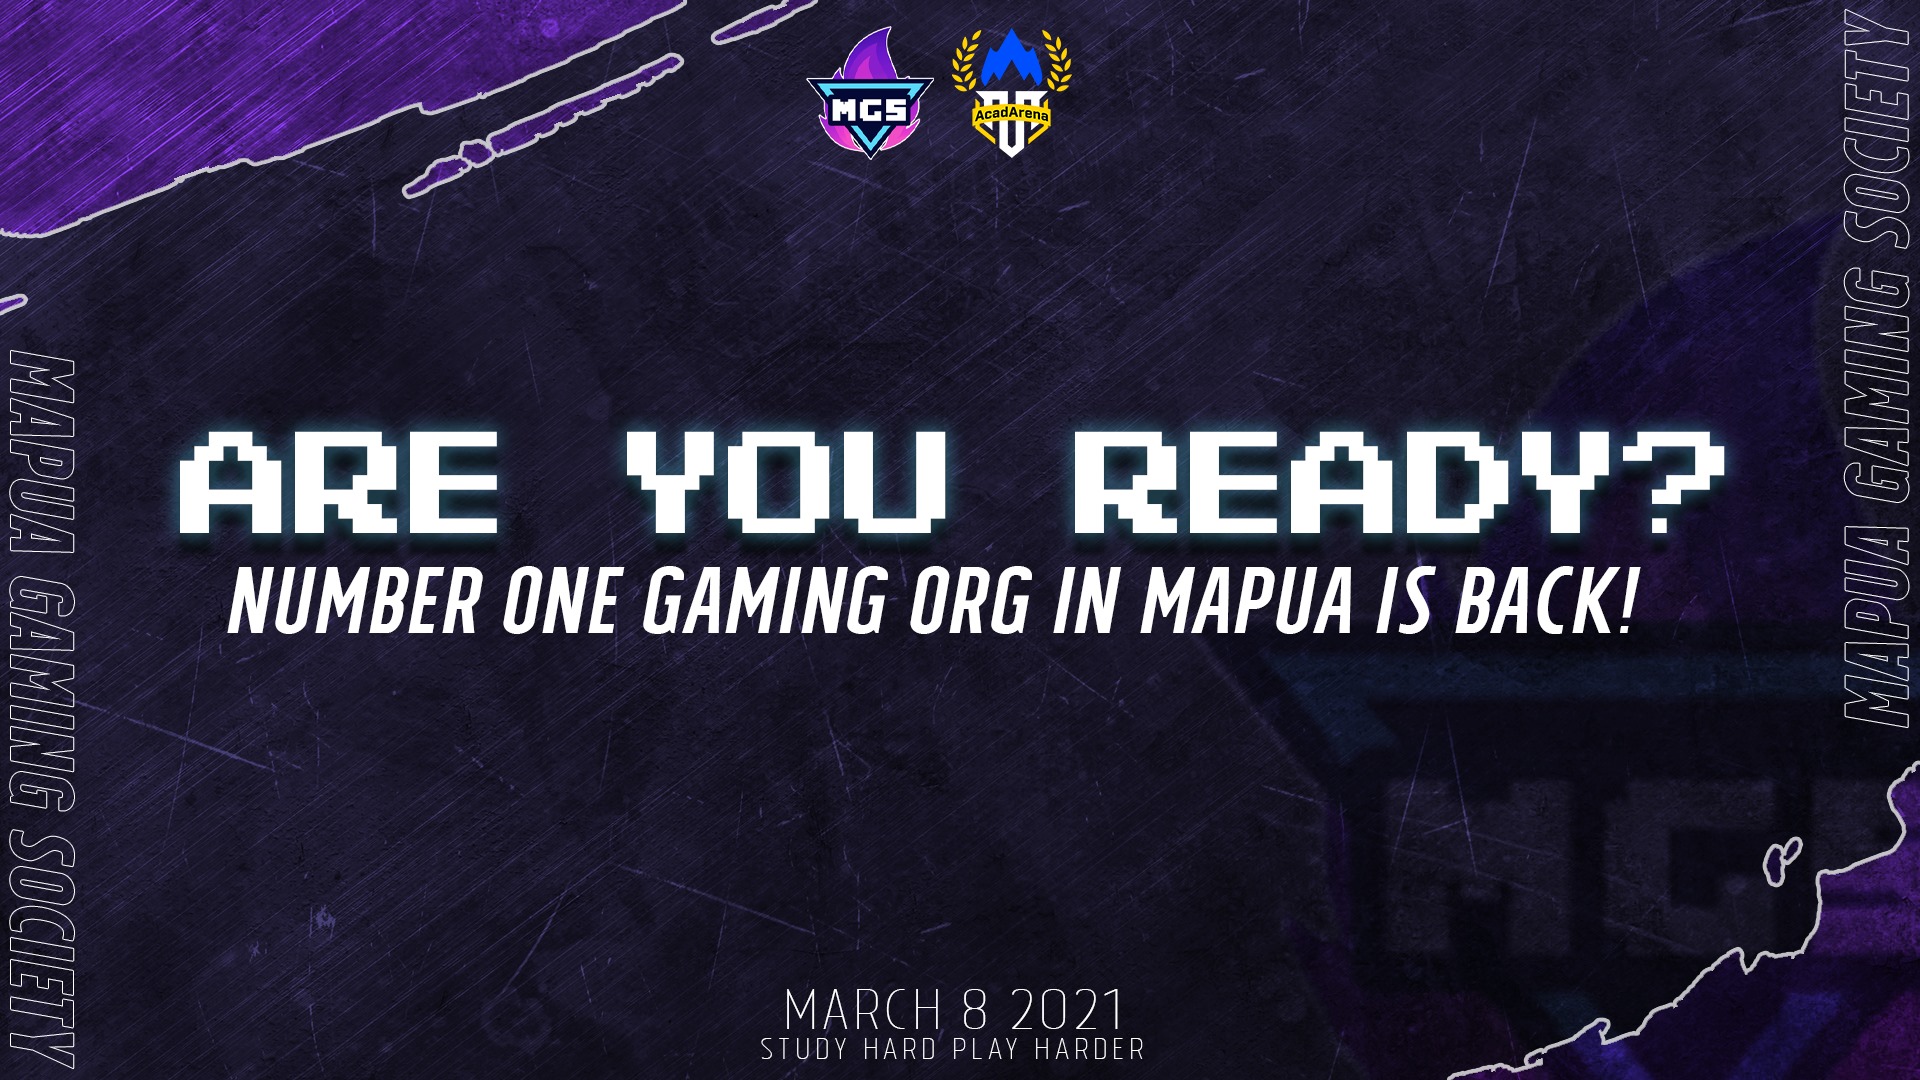 MGS
AcadArena
MAPUA GAMING SOCIETY
MAPUA GAMING SOCIETY
ARE YOU READY?
NUMBER ONE GAMING ORG IN MAPUA IS BACK!
MG
MARCH 8 2021
STUDY HARD PLAY HARDER